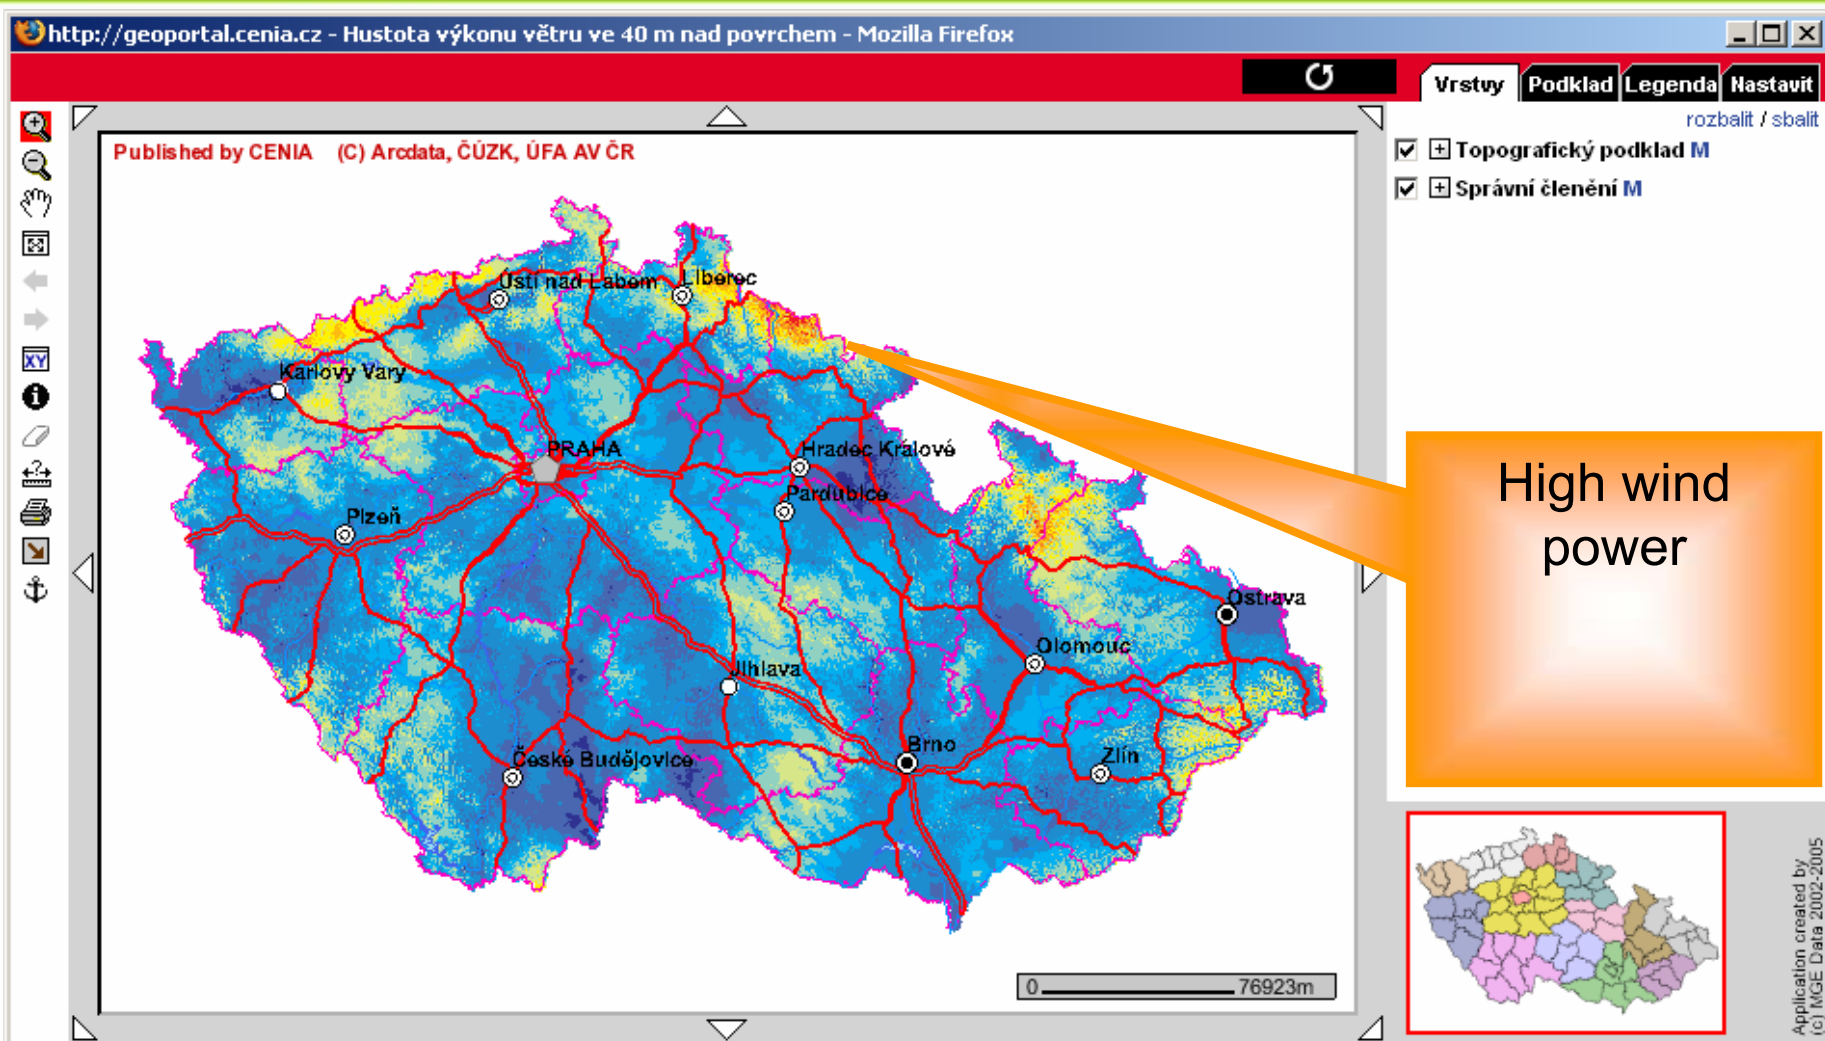 http://geoportal.cenia.cz - Hustota výkonu větru ve 40 m nad povrchem - Mozilla Firefox
Vrstvy Podklad Legenda Nastavit
rozbalit / sbalit
Topografický podklad M
Správní členění M
Published by CENIA (C) Arcdata, ČÚZK, ÚFA AV ČR
XY
Ústí nad Labem
Liberec
Karlovy Vary
PRAHA
Hradec Králové
Pardubice
Plzeň
Ostrava
Olomouc
Jihlava
Brno
Zlín
České Budějovice
High wind
power
0 76923m
Application created by
(c) MGE Data 2002-2005